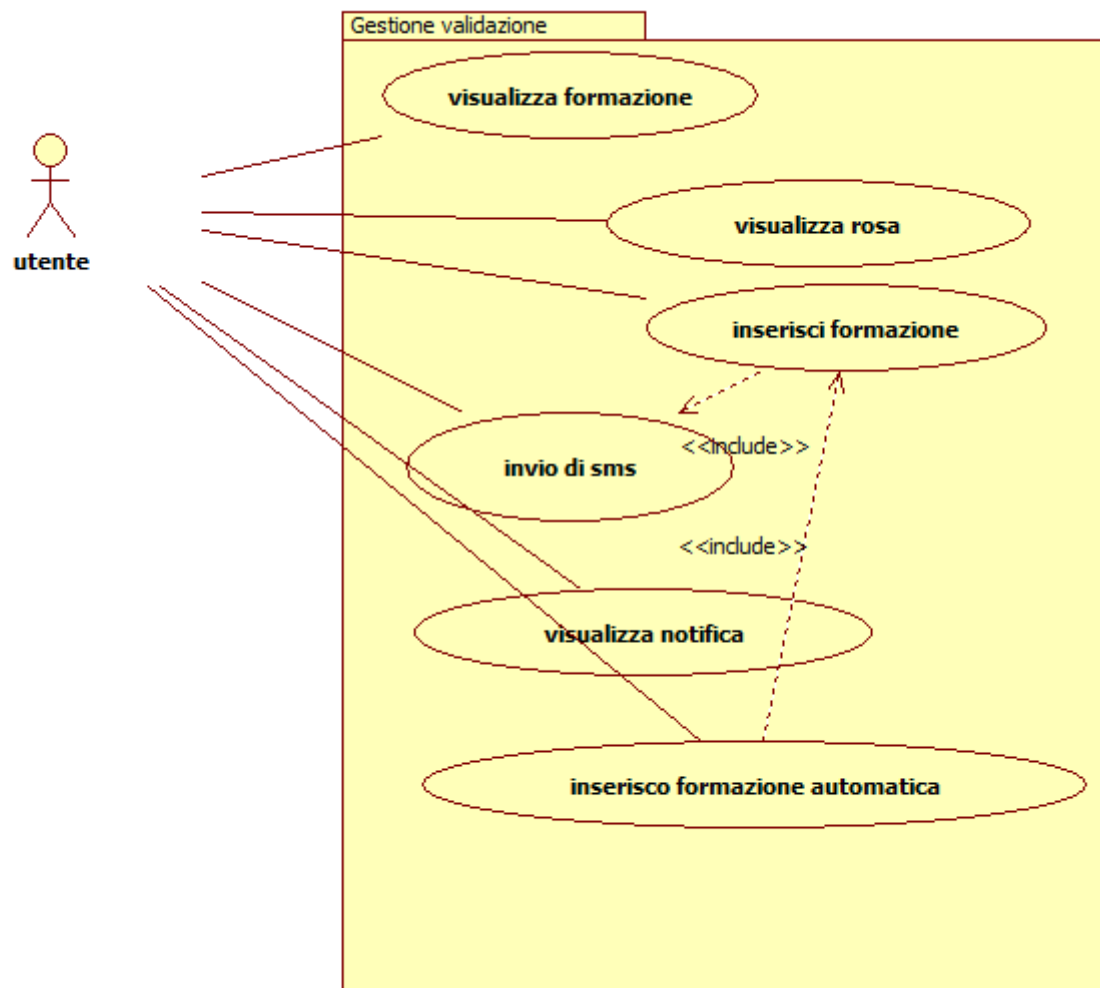 Gestione validazione
visualizza formazione
utente
visualizza rosa
inserisci formazione
<<include>>
invio di sms
<<include>>
visualizza notifica
inserisco formazione automatica